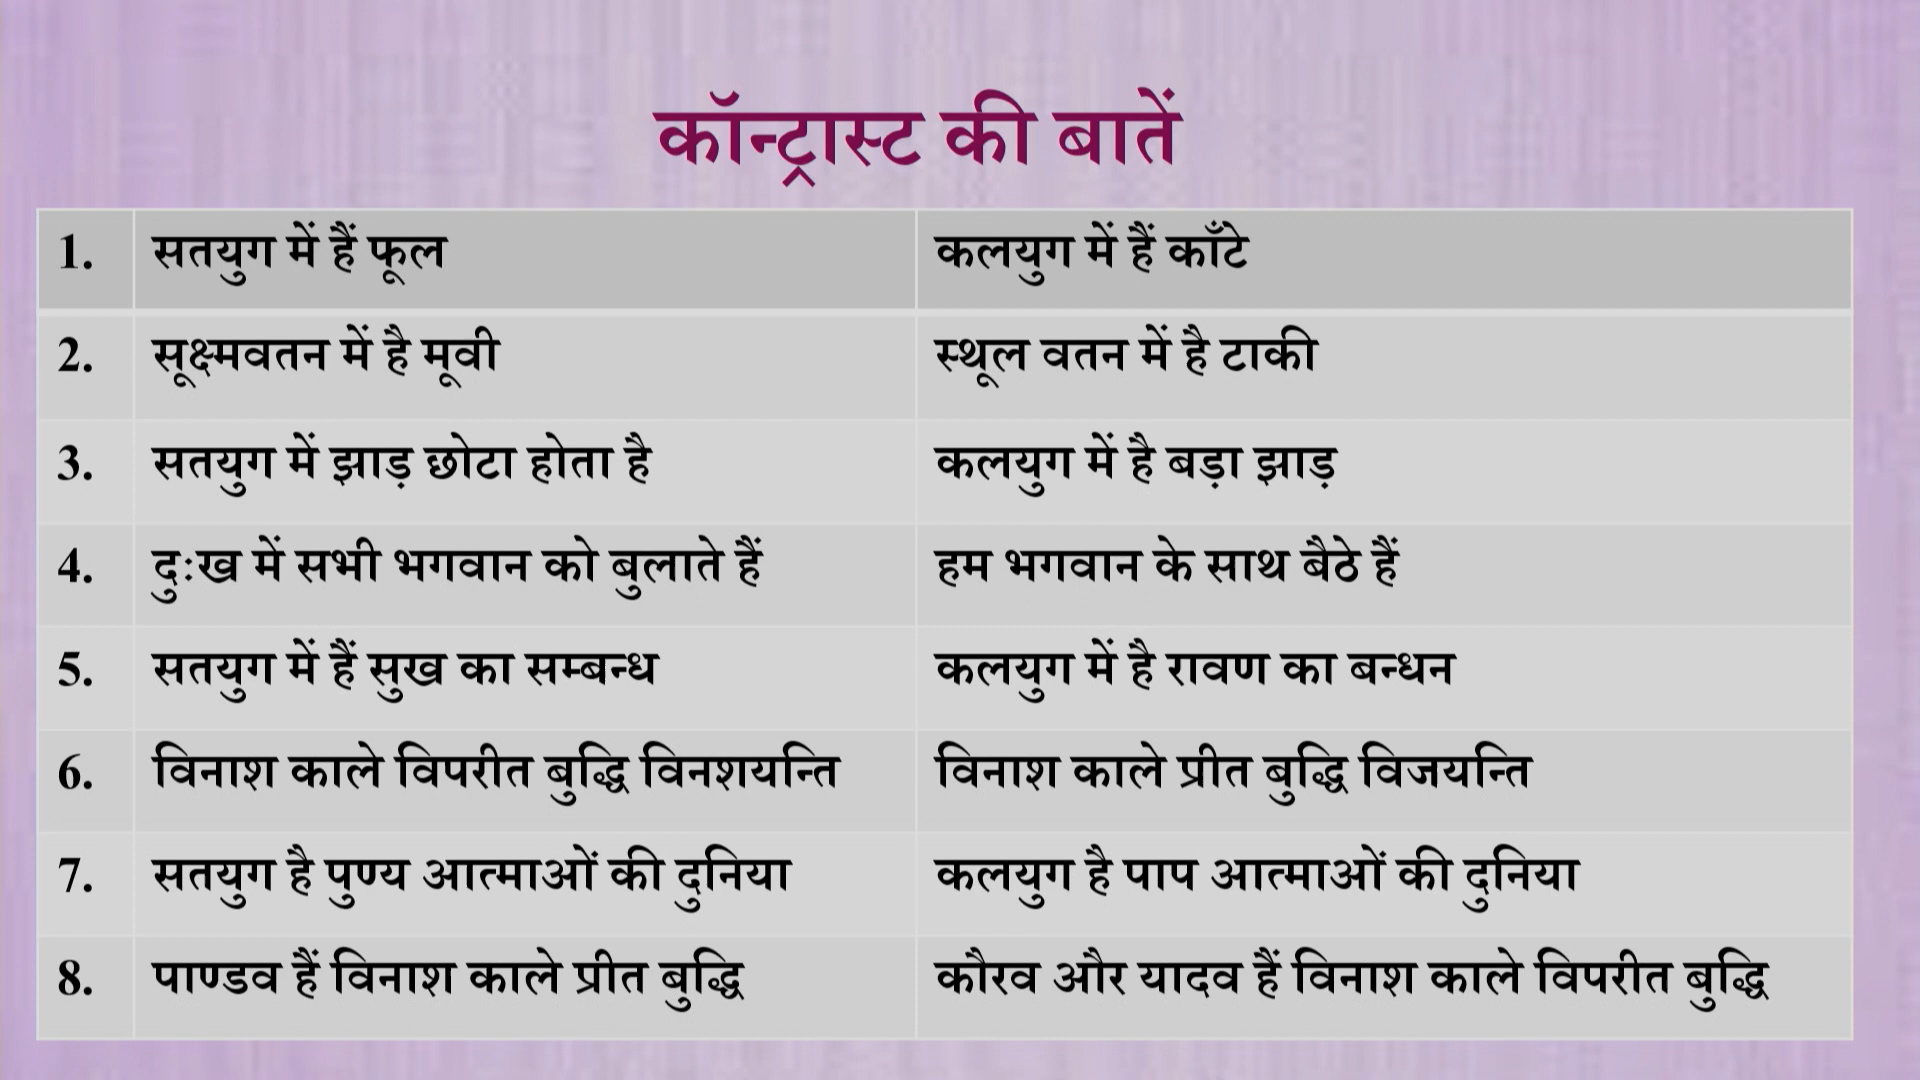 कॉन्ट्रास्ट की बातें
1. सतयुग में हैं फूल कलयुग में हैं काँटे
2. सूक्ष्मवतन में है मूवी स्थूल वतन में है टाकी
3. सतयुग में झाड़ छोटा होता है कलयुग में है बड़ा झाड़
4. दुःख में सभी भगवान को बुलाते हैं हम भगवान के साथ बैठे हैं
5. सतयुग में हैं सुख का सम्बन्ध कलयुग में है रावण का बन्धन
6. विनाश काले विपरीत बुद्धि विनशयन्ति विनाश काले प्रीत बुद्धि विजयन्ति
7. सतयुग है पुण्य आत्माओं की दुनिया कलयुग है पाप आत्माओं की दुनिया
8. पाण्डव हैं विनाश काले प्रीत बुद्धि कौरव और यादव हैं विनाश काले विपरीत बुद्धि